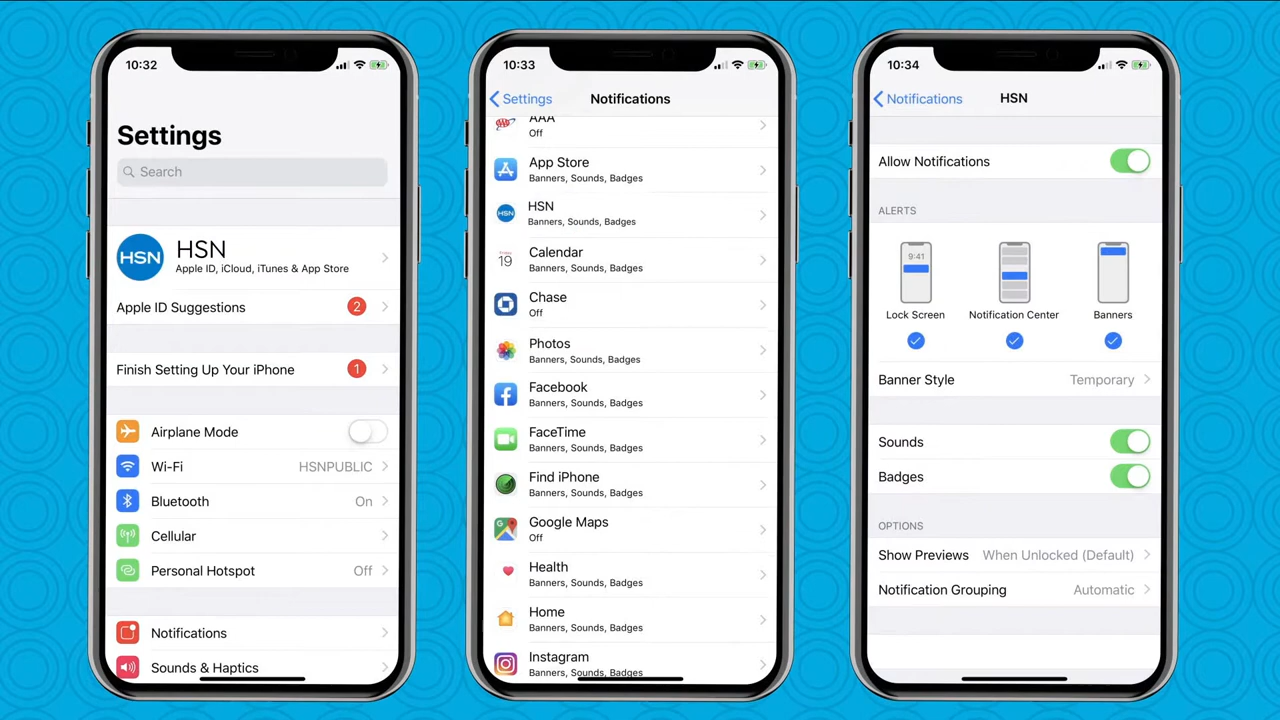 10:32
Settings
Search
HSN
HSN
Apple ID, iCloud, iTunes & App Store
Apple ID Suggestions
2
Finish Setting Up Your iPhone
1
Airplane Mode
Wi-Fi
HSNPUBLIC
Bluetooth
On
Cellular
Personal Hotspot
Off
Notifications
Sounds & Haptics
10:33
Settings
Notifications
AAA
Off
App Store
Banners, Sounds, Badges
HSN
HSN
Banners, Sounds, Badges
19
Calendar
Banners, Sounds, Badges
Chase
Off
Photos
Banners, Sounds, Badges
Facebook
Banners, Sounds, Badges
FaceTime
Banners, Sounds, Badges
Find iPhone
Banners, Sounds, Badges
Google Maps
Off
Health
Banners, Sounds, Badges
Home
Banners, Sounds, Badges
Instagram
Banners, Sounds, Badges
10:34
Notifications
HSN
Allow Notifications
ALERTS
9:41
Lock Screen
Notification Center
Banners
Banner Style
Temporary
Sounds
Badges
OPTIONS
Show Previews
When Unlocked (Default)
Notification Grouping
Automatic